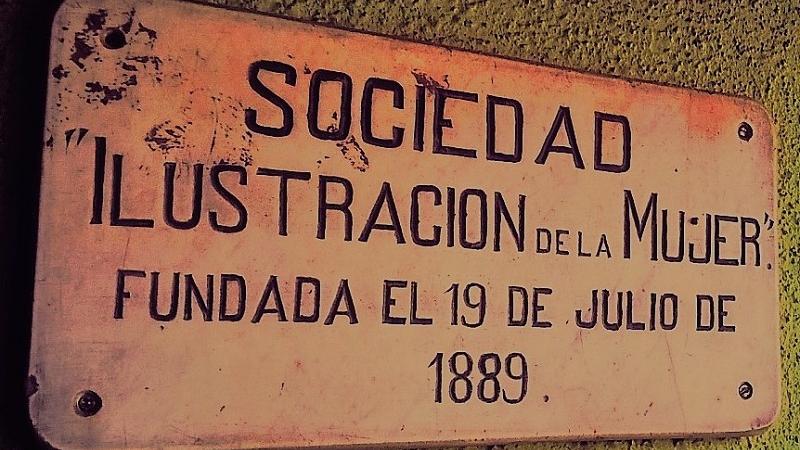 SOCIEDAD
"ILUSTRACION DE LA MUJER".
FUNDADA EL 19 DE JULIO DE
1889.